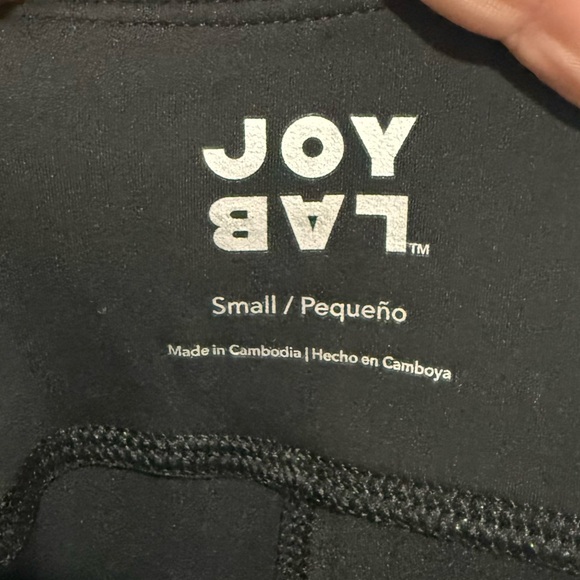 JOY
LAB™
Small / Pequeño
Made in Cambodia | Hecho en Camboya